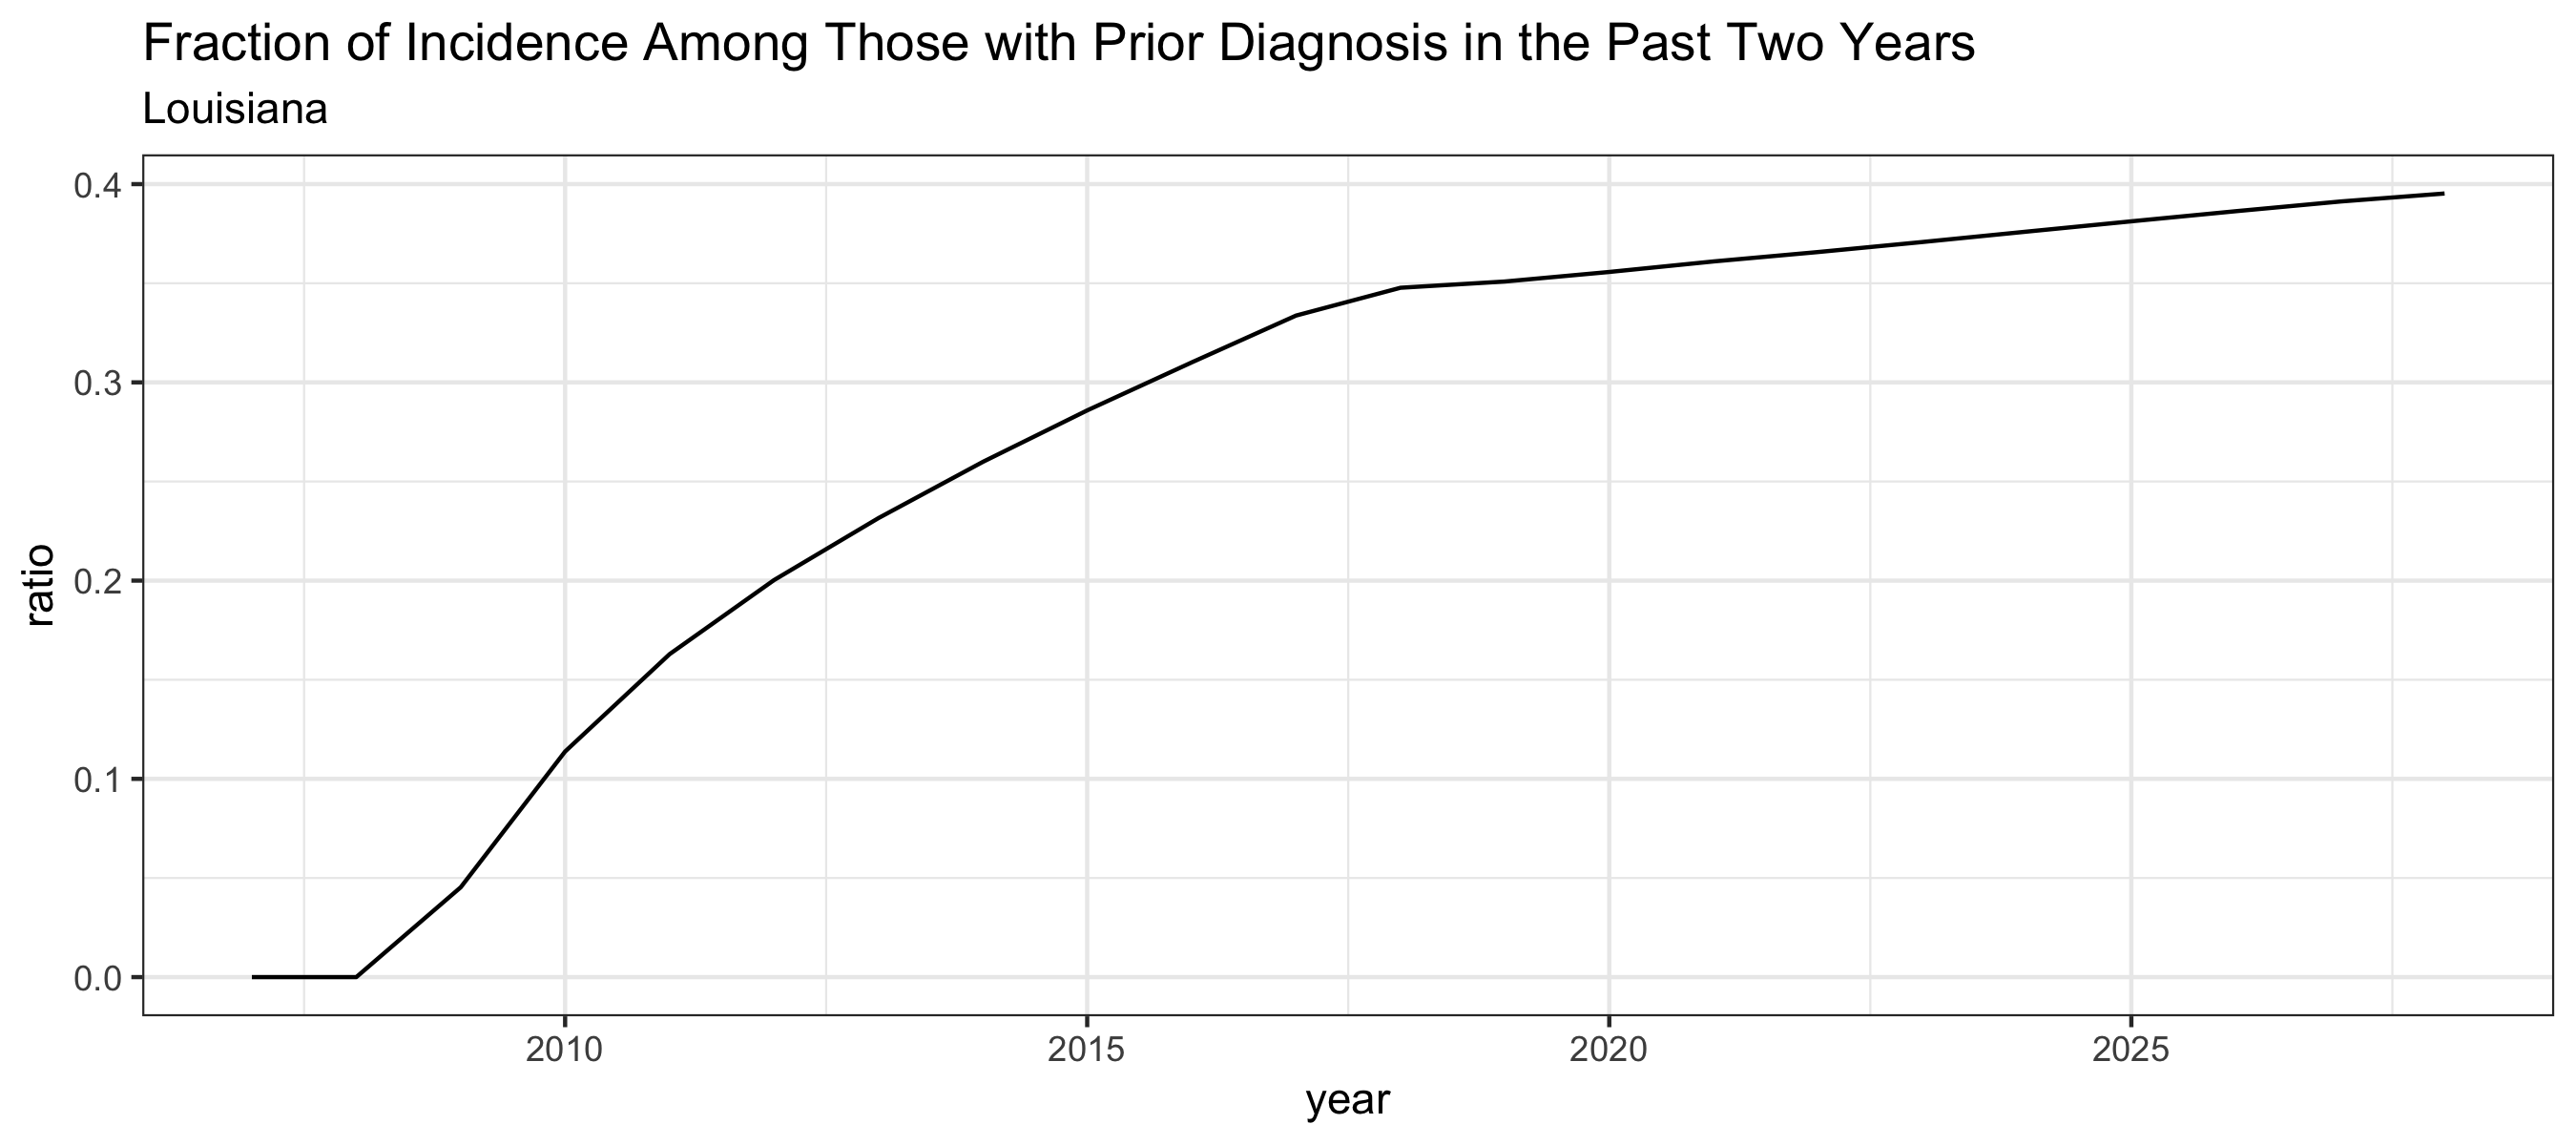 Fraction of Incidence Among Those with Prior Diagnosis in the Past Two Years
Louisiana
0.4
0.3
0.2
0.1
0.0
ratio
2010 2015 2020 2025
year